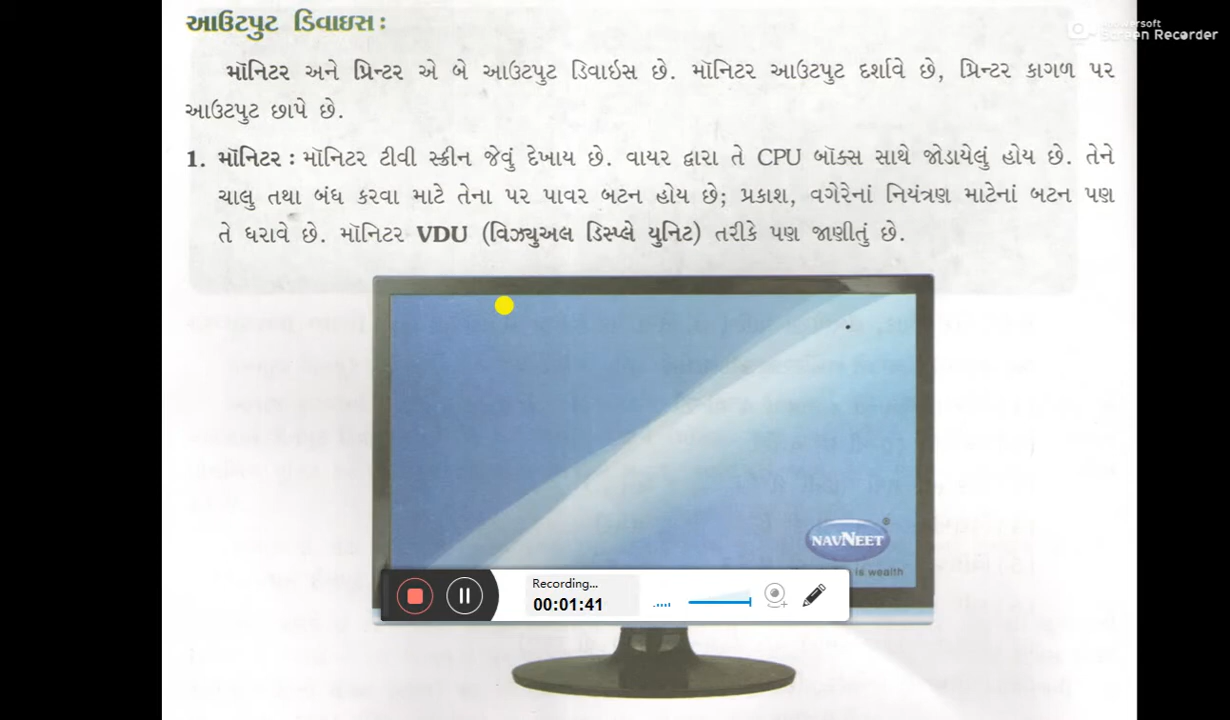 આઉટપુટ ડિવાઇસ :
Screen Recorder
મૉનિટર અને પ્રિન્ટર એ બે આઉટપુટ ડિવાઇસ છે. મૉનિટર આઉટપુટ દર્શાવે છે, પ્રિન્ટર કાગળ પર
આઉટપુટ છાપે છે.
1. મૉનિટર : મૉનિટર ટીવી સ્ક્રીન જેવું દેખાય છે. વાયર દ્વારા તે CPU બૉક્સ સાથે જોડાયેલું હોય છે. તેને
ચાલુ તથા બંધ કરવા માટે તેના પર પાવર બટન હોય છે; પ્રકાશ, વગેરેનાં નિયંત્રણ માટેનાં બટન પણ
તે ધરાવે છે. મૉનિટર VDU (વિઝ્યુઅલ ડિસ્પ્લે યુનિટ) તરીકે પણ જાણીતું છે.
NAVNEET
is wealth
Recording...
00:01:41